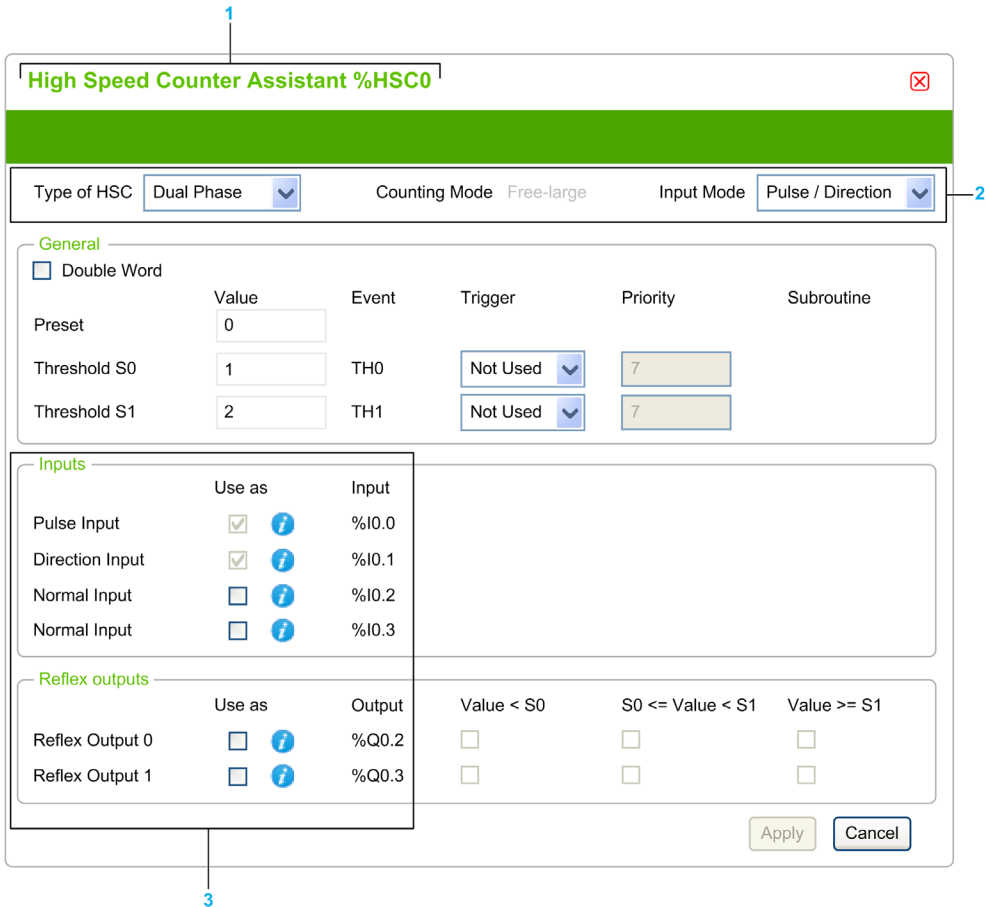 1
High Speed Counter Assistant %HSC0
Type of HSC Dual Phase Counting Mode Free-large Input Mode Pulse / Direction 2
General
Double Word
Value Event Trigger Priority Subroutine
Preset 0
Threshold S0 1 TH0 Not Used 7
Threshold S1 2 TH1 Not Used 7
Inputs
Use as Input
Pulse Input i %I0.0
Direction Input i %I0.1
Normal Input i %I0.2
Normal Input i %I0.3
Reflex outputs
Use as Output Value < S0 S0 <= Value < S1 Value >= S1
Reflex Output 0 i %Q0.2
Reflex Output 1 i %Q0.3
Apply Cancel
3